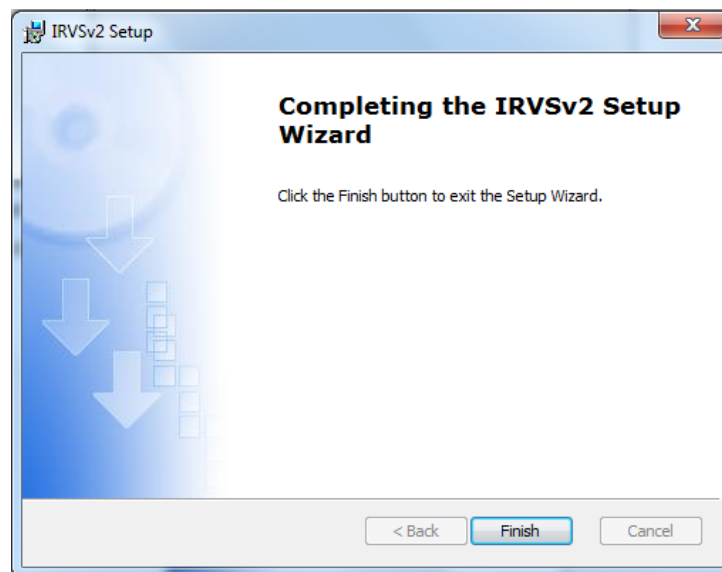 IRVSv2 Setup
Completing the IRVSv2 Setup
Wizard
Click the Finish button to exit the Setup Wizard.
< Back
Finish
Cancel